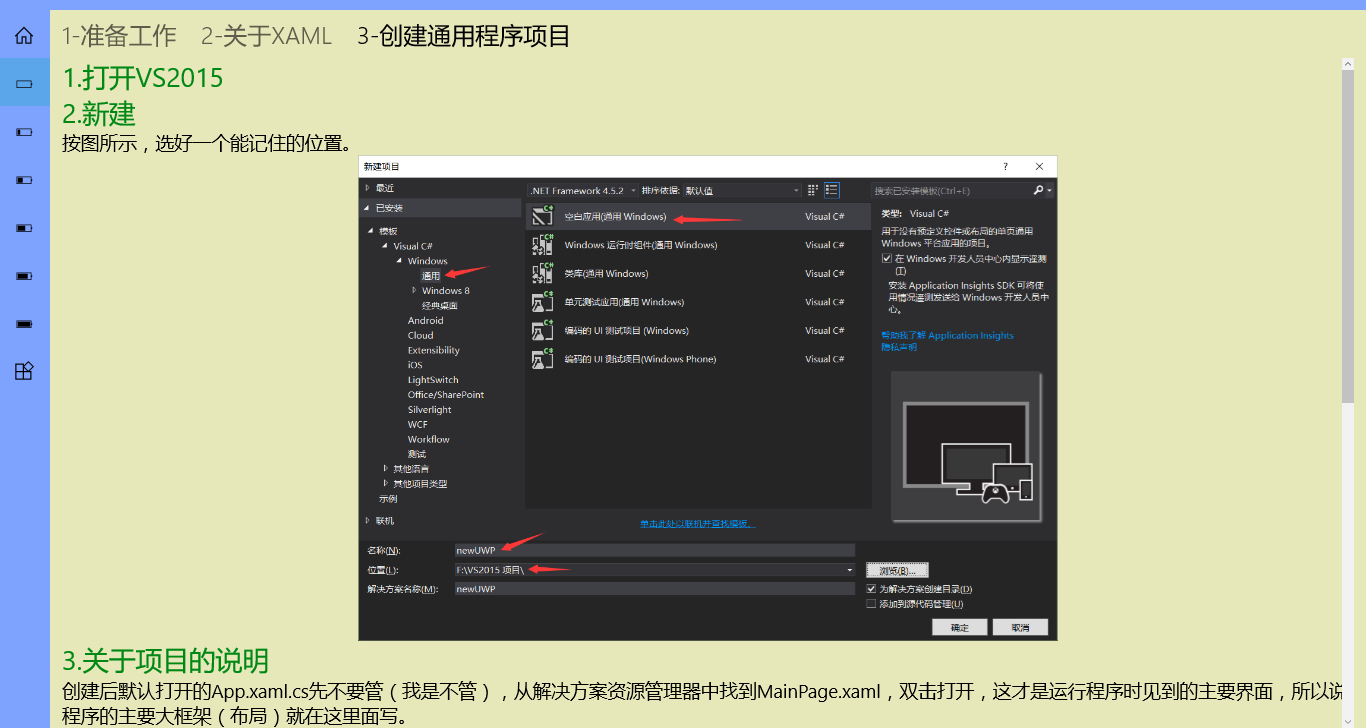 1-准备工作 2-关于XAML 3-创建通用程序项目
1.打开VS2015
2.新建
按图所示，选好一个能记住的位置。
新建项目 ?
最近
.NET Framework 4.5.2 排序依据: 默认值
搜索已安装模板(Ctrl+E)
已安装
模板
Visual C#
Windows
通用
Windows 8
经典桌面
Android
Cloud
Extensibility
iOS
LightSwitch
Office/SharePoint
Silverlight
WCF
Workflow
测试
其他语言
其他项目类型
示例
联机
空白应用(通用 Windows) Visual C#
Windows 运行时组件(通用 Windows) Visual C#
类库(通用 Windows) Visual C#
单元测试应用(通用 Windows) Visual C#
编码的 UI 测试项目 (Windows) Visual C#
编码的 UI 测试项目(Windows Phone) Visual C#
单击此处以联机并查找模板。
类型: Visual C#
用于没有预定义控件或布局的单页通用
Windows 平台应用的项目。
在 Windows 开发人员中心内显示遥测
(I)
安装 Application Insights SDK 可将使
用情况遥测发送给 Windows 开发人员中
心。
帮助我了解 Application Insights
隐私声明
名称(N): newUWP
位置(L): F:\VS2015 项目\ 浏览(B)...
解决方案名称(M): newUWP 为解决方案创建目录(D)
添加到源代码管理(U)
确定 取消
3.关于项目的说明
创建后默认打开的App.xaml.cs先不要管（我是不管），从解决方案资源管理器中找到MainPage.xaml，双击打开，这才是运行程序时见到的主要界面，所以说
程序的主要大框架（布局）就在这里面写。